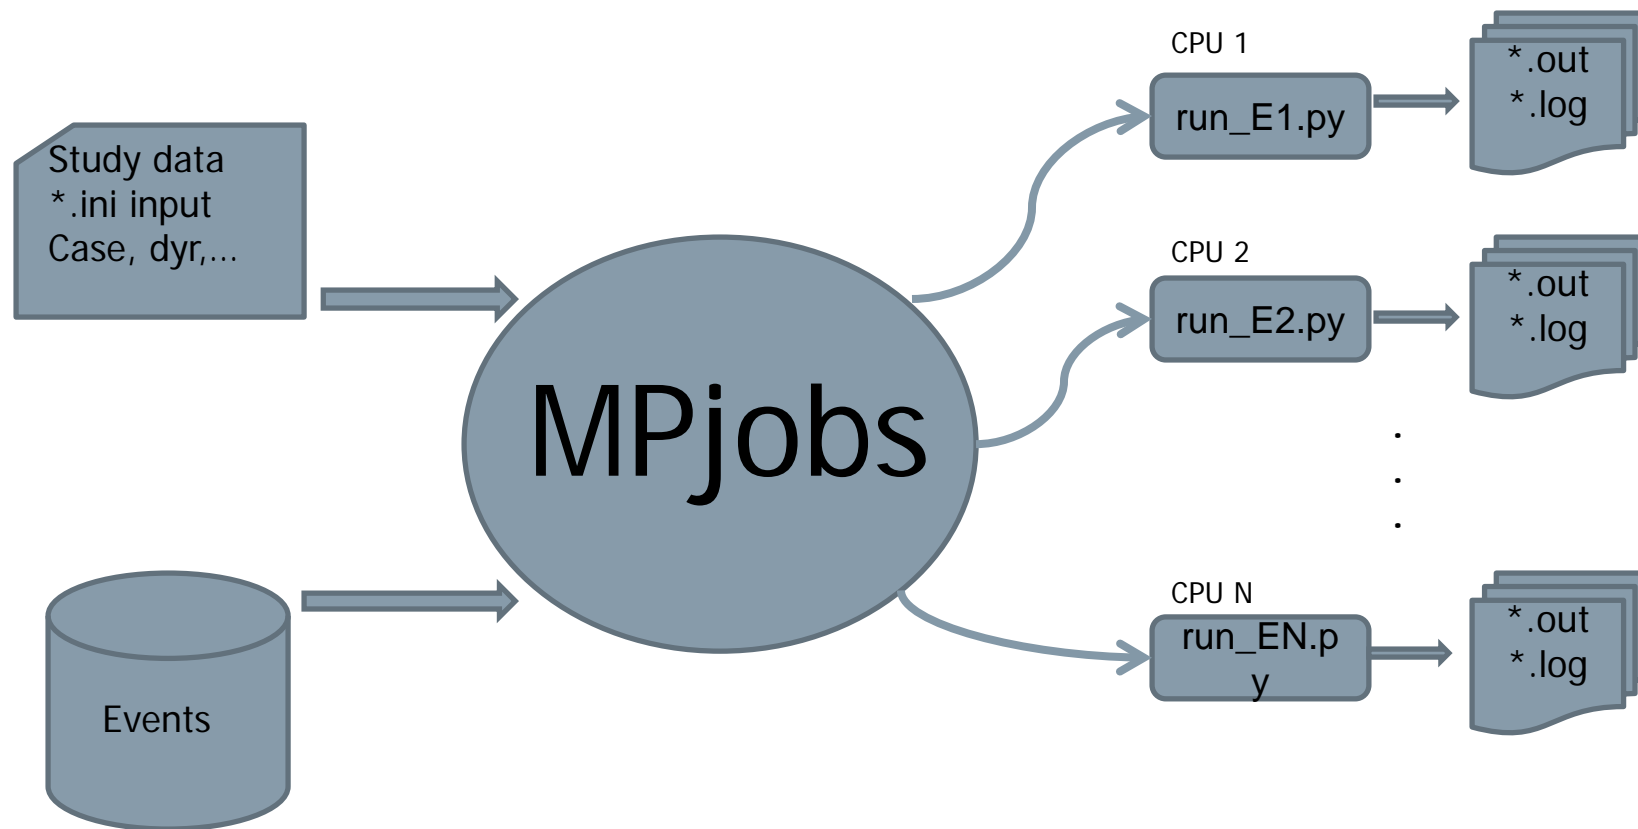 Study data
*.ini input
Case, dyr,...
Events
MPjobs
CPU 1
run_E1.py
*.out
*.log
CPU 2
run_E2.py
*.out
*.log
.
.
.
CPU N
run_EN.p
y
*.out
*.log